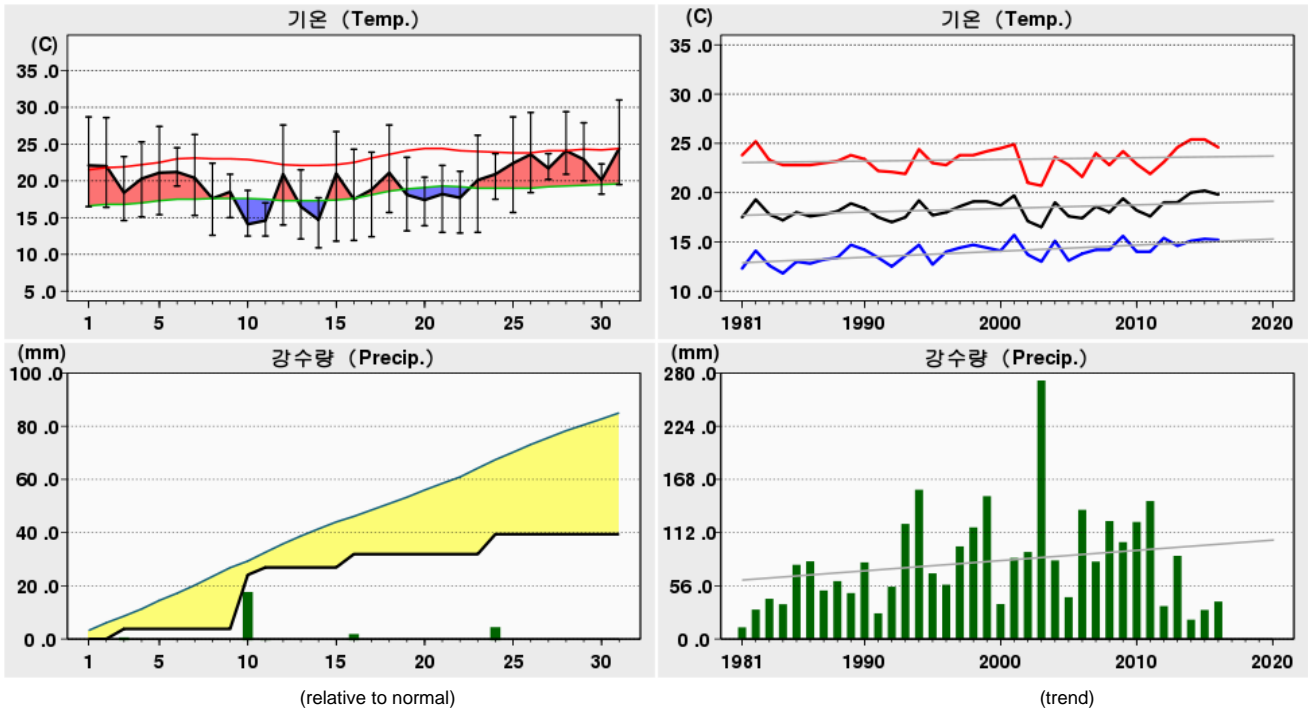 기온 (Temp.)
(C)
35 .0
30 .0
25 .0
20 .0
15 .0
10 .0
5 .0
1 5 10 15 20 25 30
기온 (Temp.)
(C)
35 .0
30 .0
25 .0
20 .0
15 .0
10 .0
1981 1990 2000 2010 2020
강수량 (Precip.)
(mm)
100 .0
80 .0
60 .0
40 .0
20 .0
0 .0
1 5 10 15 20 25 30
(relative to normal)
강수량 (Precip.)
(mm)
280 .0
224 .0
168 .0
112 .0
56 .0
0 .0
1981 1990 2000 2010 2020
(trend)